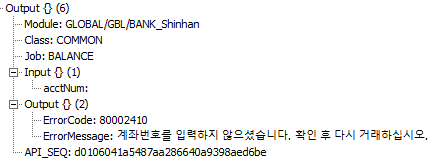 Output {} (6)
Module: GLOBAL/GBL/BANK_Shinhan
Class: COMMON
Job: BALANCE
Input {} (1)
acctNum:
Output {} (2)
ErrorCode: 80002410
ErrorMessage: 계좌번호를 입력하지 않으셨습니다. 확인 후 다시 거래하십시오.
API_SEQ: d0106041a5487aa286640a9398aed6be